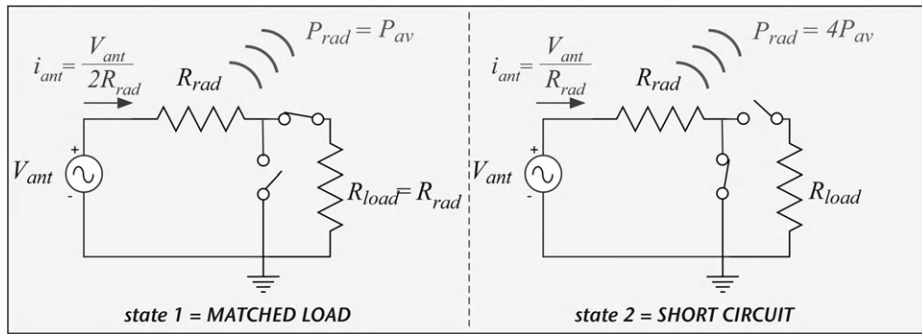 P_rad = P_av
i_ant = V_ant / 2R_rad
R_rad
+
V_ant
-
R_load = R_rad
state 1 = MATCHED LOAD
P_rad = 4P_av
i_ant = V_ant / R_rad
R_rad
+
V_ant
-
R_load
state 2 = SHORT CIRCUIT